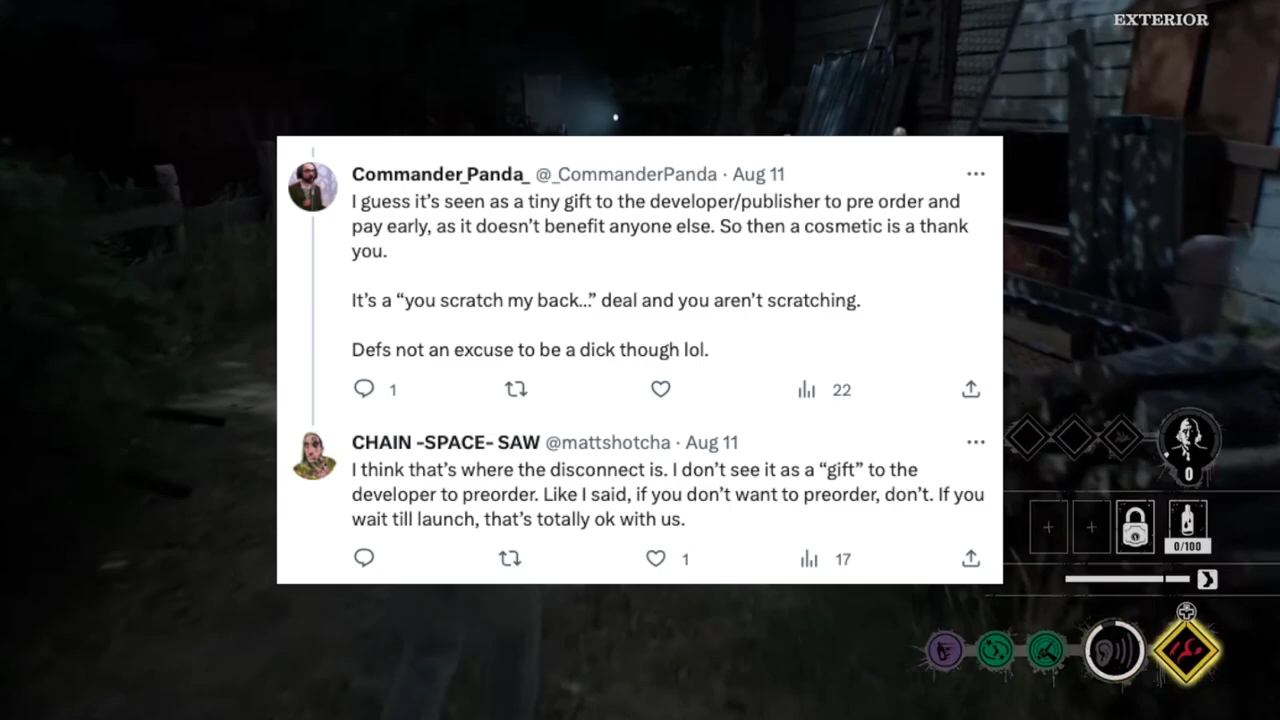 EXTERIOR
Commander_Panda_ @_CommanderPanda · Aug 11
I guess it's seen as a tiny gift to the developer/publisher to pre order and
pay early, as it doesn't benefit anyone else. So then a cosmetic is a thank
you.
It's a “you scratch my back...” deal and you aren't scratching.
Defs not an excuse to be a dick though lol.
1 22
CHAIN -SPACE- SAW @mattshotcha · Aug 11
I think that's where the disconnect is. I don't see it as a “gift” to the
developer to preorder. Like I said, if you don't want to preorder, don't. If you
wait till launch, that's totally ok with us.
1 17
0
0/100